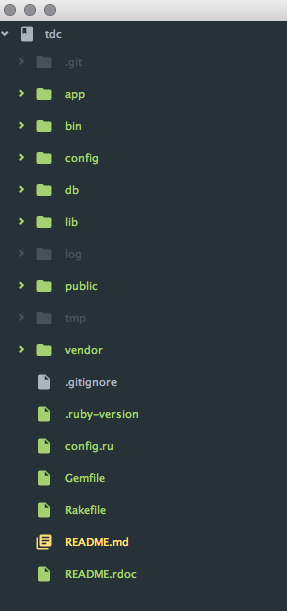 tdc
.git
app
bin
config
db
lib
log
public
tmp
vendor
.gitignore
.ruby-version
config.ru
Gemfile
Rakefile
README.md
README.rdoc